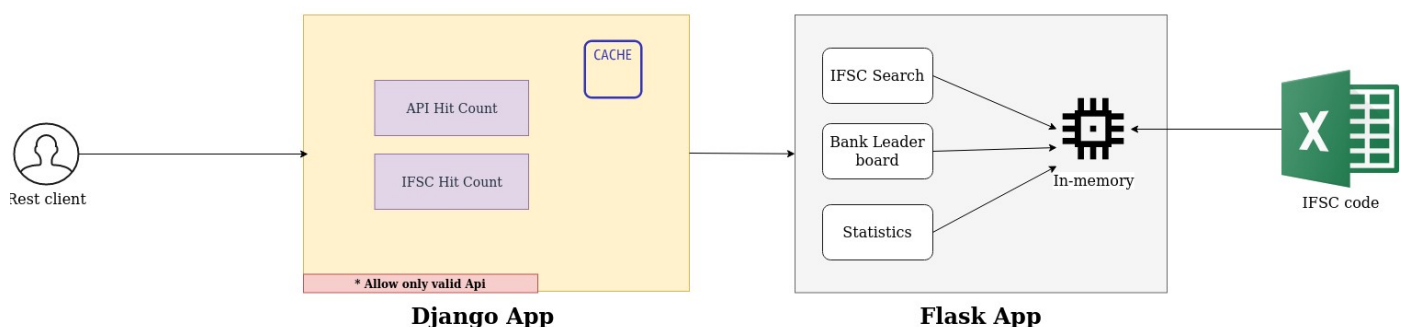 Rest client
CACHE
API Hit Count
IFSC Hit Count
* Allow only valid Api
Django App
IFSC Search
Bank Leader
board
Statistics
In-memory
Flask App
X
IFSC code